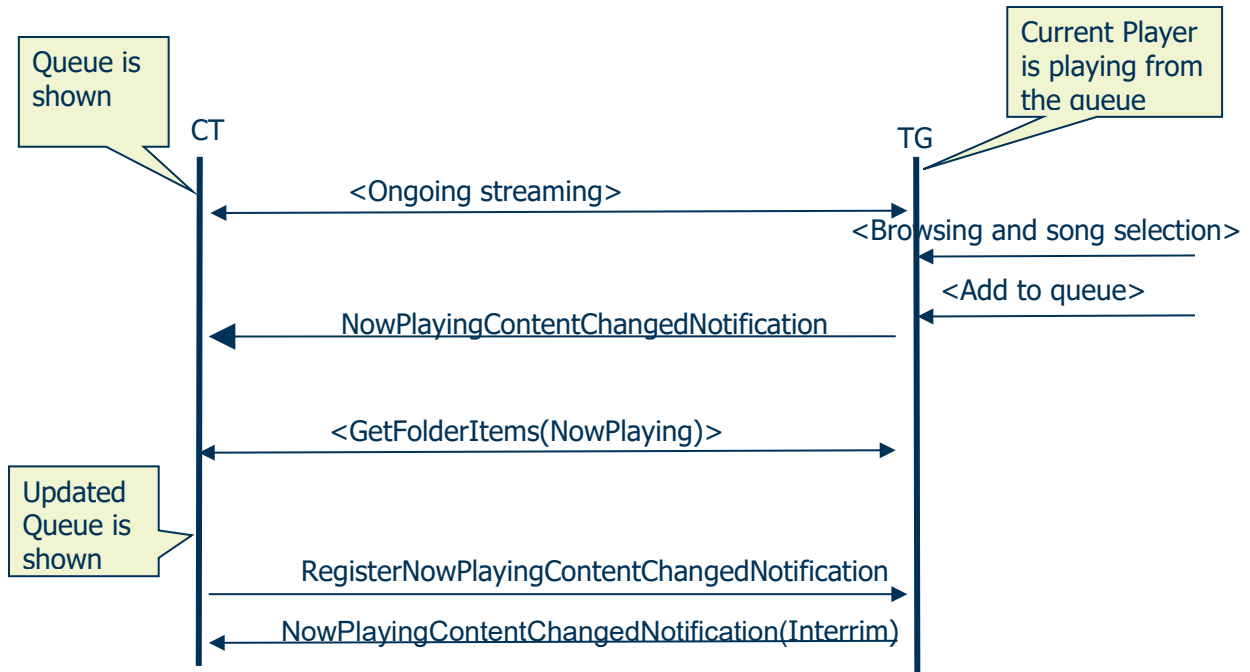 Queue is
shown
Current Player
is playing from
the queue
CT
TG
<Ongoing streaming>
<Browsing and song selection>
<Add to queue>
NowPlayingContentChangedNotification
<GetFolderItems(NowPlaying)>
Updated
Queue is
shown
RegisterNowPlayingContentChangedNotification
NowPlayingContentChangedNotification(Interrim)